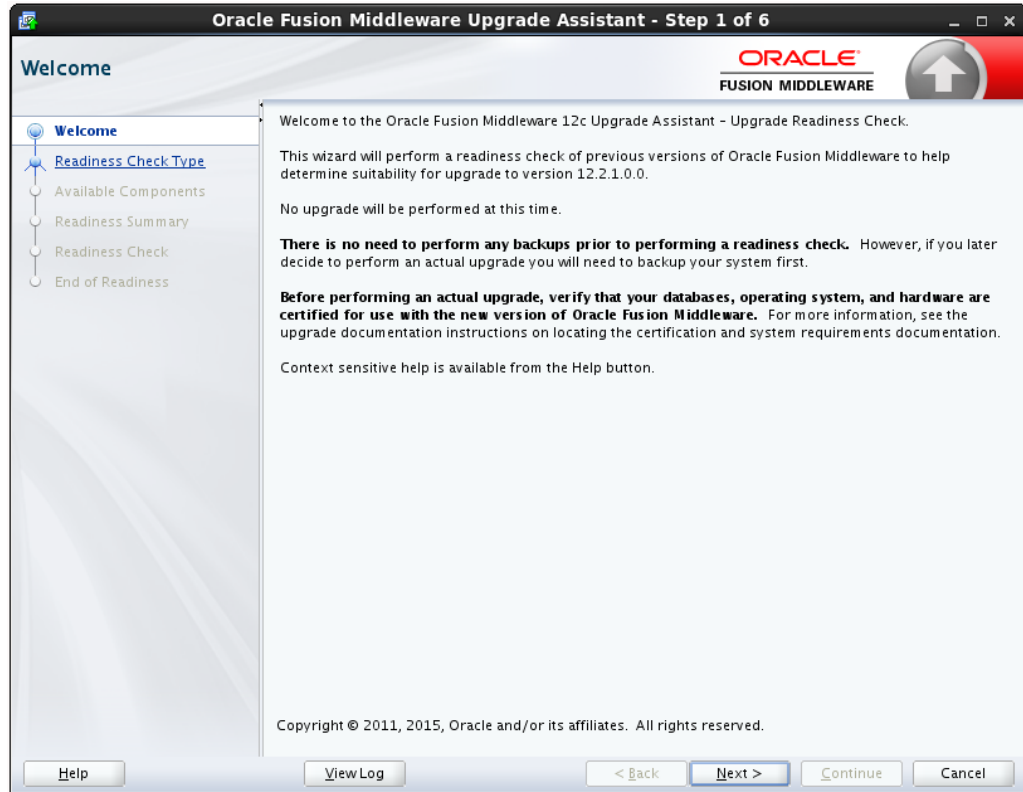 Oracle Fusion Middleware Upgrade Assistant - Step 1 of 6
Welcome
ORACLE
FUSION MIDDLEWARE
Welcome
Readiness Check Type
Available Components
Readiness Summary
Readiness Check
End of Readiness
Welcome to the Oracle Fusion Middleware 12c Upgrade Assistant - Upgrade Readiness Check.
This wizard will perform a readiness check of previous versions of Oracle Fusion Middleware to help
determine suitability for upgrade to version 12.2.1.0.0.
No upgrade will be performed at this time.
There is no need to perform any backups prior to performing a readiness check. However, if you later
decide to perform an actual upgrade you will need to backup your system first.
Before performing an actual upgrade, verify that your databases, operating system, and hardware are
certified for use with the new version of Oracle Fusion Middleware. For more information, see the
upgrade documentation instructions on locating the certification and system requirements documentation.
Context sensitive help is available from the Help button.
Copyright © 2011, 2015, Oracle and/or its affiliates. All rights reserved.
Help View Log < Back Next > Continue Cancel